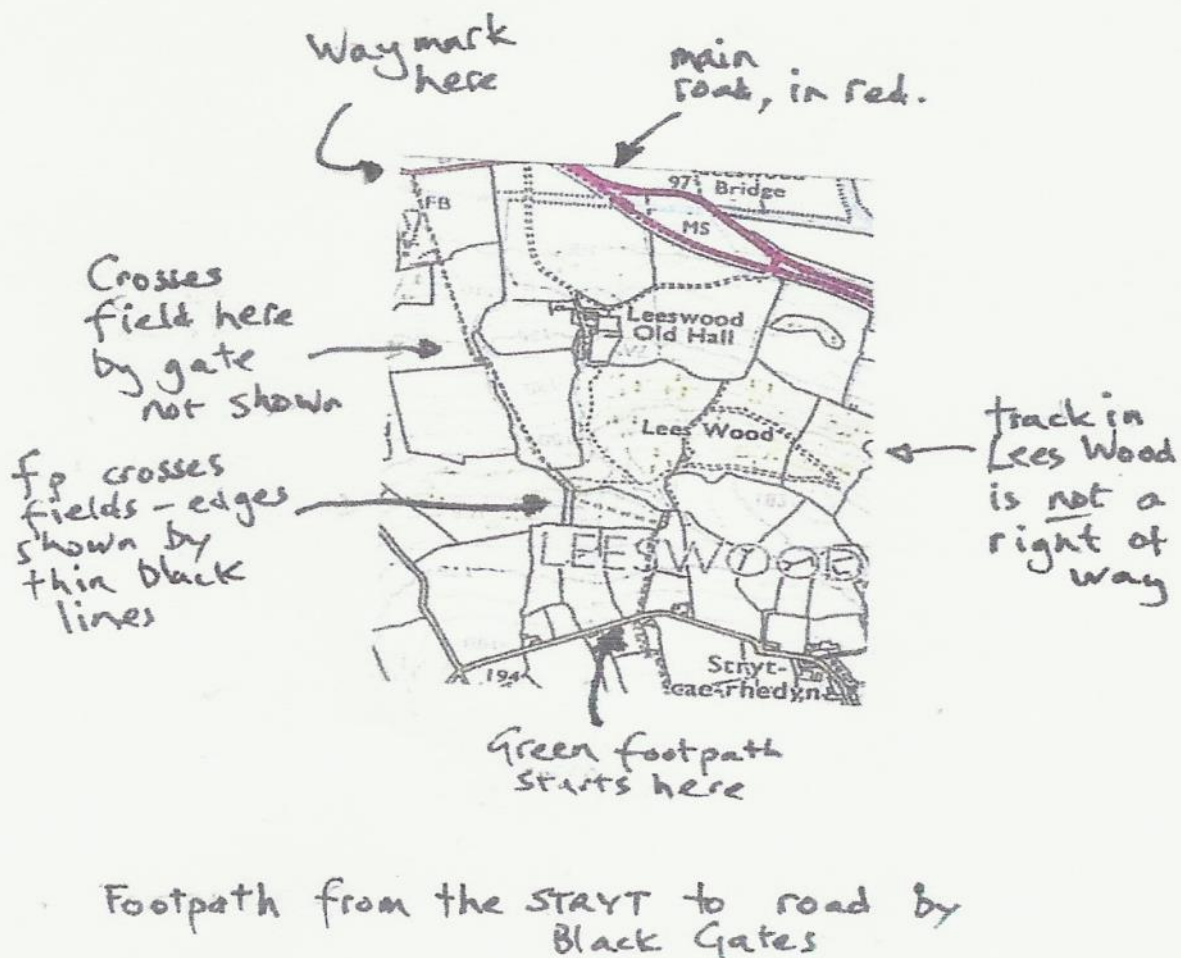 Waymark
here
main
road, in red.
97
Bridge
FB
MS
Crosses
field here
by gate
not shown
Leeswood
Old Hall
Lees Wood
track in
Lees Wood
is not a
right of
way
fp crosses
fields - edges
shown by
thin black
lines
LEESWOOD
194
Stryt-
cae-rhedyn
Green footpath
starts here
Footpath from the STRYT to road by
Black Gates